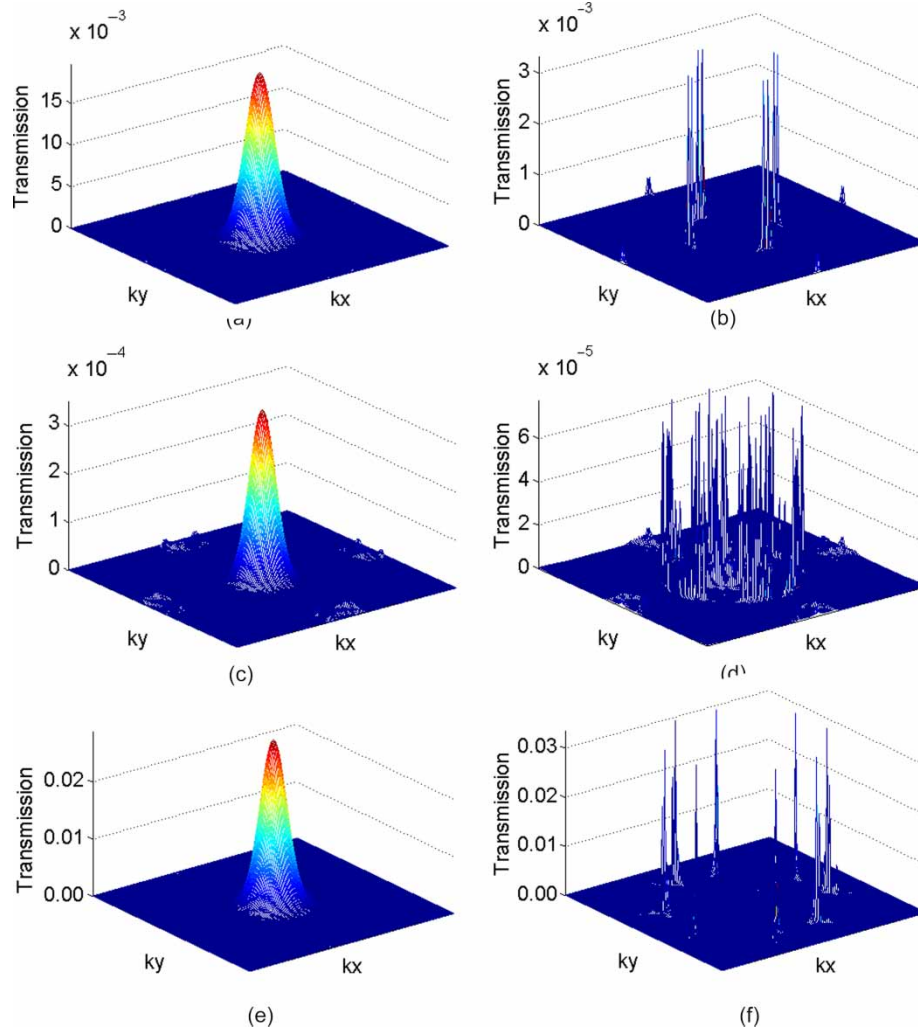 x 10⁻³
Transmission
15
10
5
0
ky
kx
(a)
x 10⁻³
Transmission
3
2
1
0
ky
kx
(b)
x 10⁻⁴
Transmission
3
2
1
0
ky
kx
(c)
x 10⁻⁵
Transmission
6
4
2
0
ky
kx
(d)
Transmission
0.02
0.01
0.00
ky
kx
(e)
Transmission
0.03
0.02
0.01
0.00
ky
kx
(f)